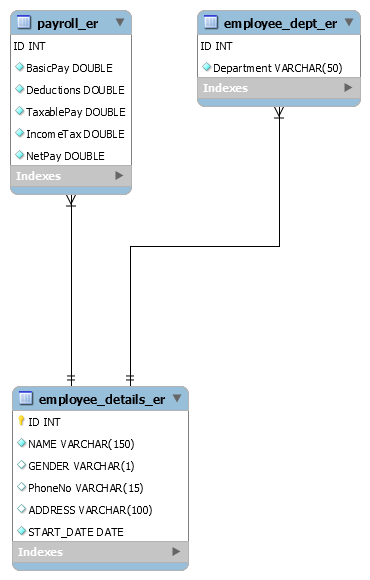 payroll_er
ID INT
BasicPay DOUBLE
Deductions DOUBLE
TaxablePay DOUBLE
IncomeTax DOUBLE
NetPay DOUBLE
Indexes
employee_dept_er
ID INT
Department VARCHAR(50)
Indexes
employee_details_er
ID INT
NAME VARCHAR(150)
GENDER VARCHAR(1)
PhoneNo VARCHAR(15)
ADDRESS VARCHAR(100)
START_DATE DATE
Indexes